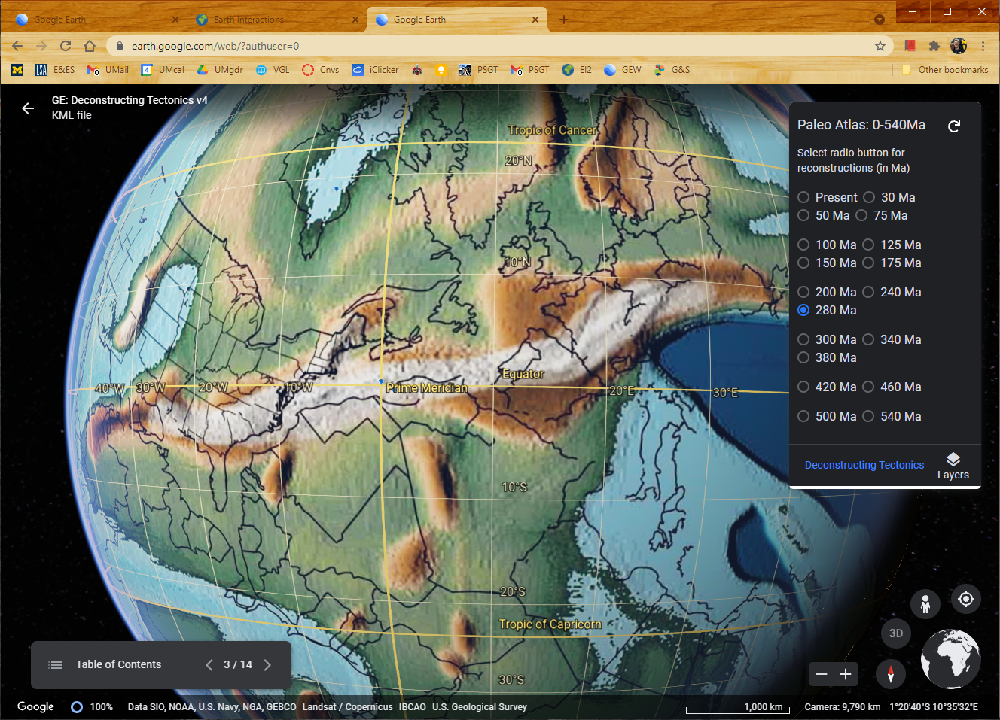 Google Earth
Earth Interactions
Google Earth
earth.google.com/web/?authuser=0
E&ES
UMail
UMcal
UMgdr
VGL
Cnvs
iClicker
PSGT
PSGT
EI2
GEW
G&S
Other bookmarks
GE: Deconstructing Tectonics v4
KML file
Paleo Atlas: 0-540Ma
Select radio button for
reconstructions (in Ma)
Present 30 Ma
50 Ma 75 Ma
100 Ma 125 Ma
150 Ma 175 Ma
200 Ma 240 Ma
280 Ma
300 Ma 340 Ma
380 Ma
420 Ma 460 Ma
500 Ma 540 Ma
Deconstructing Tectonics
Layers
Tropic of Cancer
20°N
10°N
Equator
40°W 30°W 20°W 10°W Prime Meridian 20°E 30°E
10°S
20°S
Tropic of Capricorn
30°S
3D
Table of Contents 3 / 14
Google 100% Data SIO, NOAA, U.S. Navy, NGA, GEBCO Landsat / Copernicus IBCAO U.S. Geological Survey 1,000 km Camera: 9,790 km 1°20'40"S 10°35'32"E